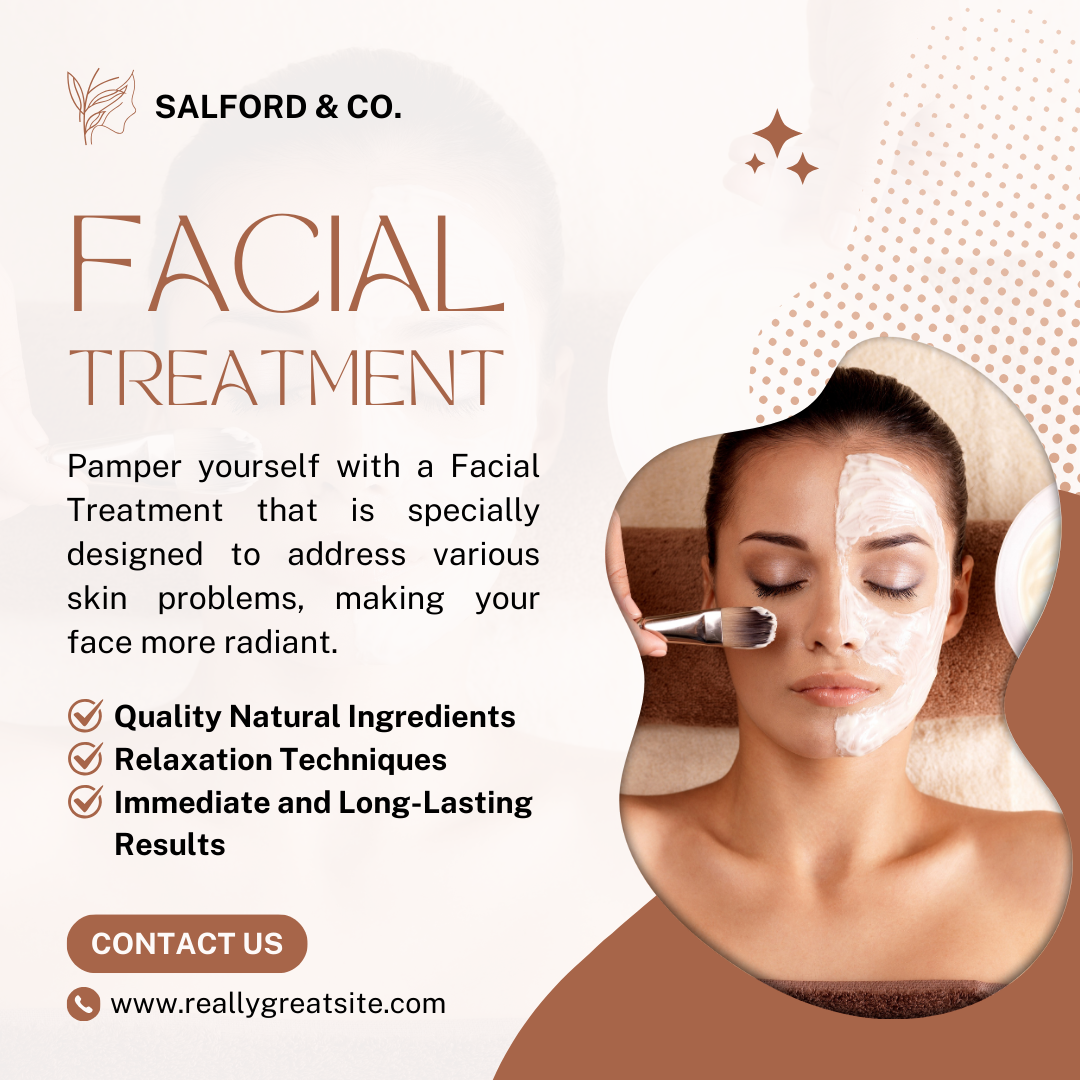 SALFORD & CO.
FACIAL
TREATMENT
Pamper yourself with a Facial
Treatment that is specially
designed to address various
skin problems, making your
face more radiant.
Quality Natural Ingredients
Relaxation Techniques
Immediate and Long-Lasting
Results
CONTACT US
www.reallygreatsite.com